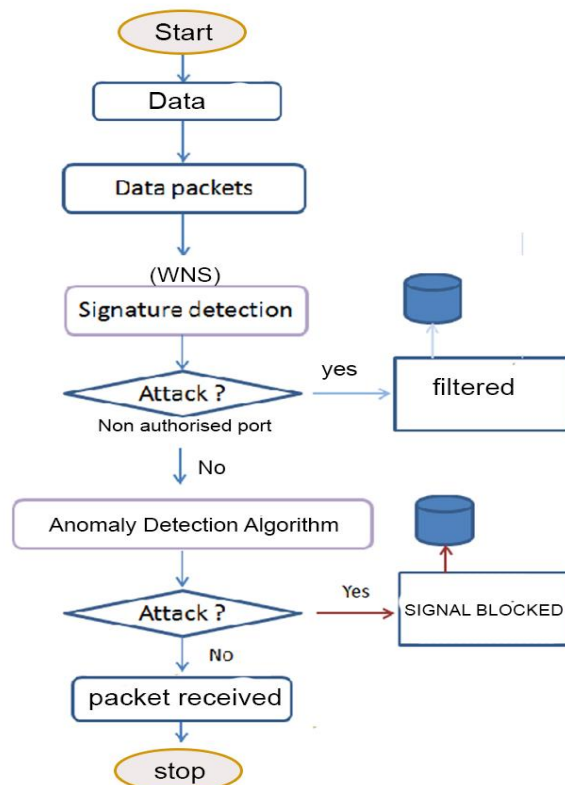 Start
Data
Data packets
(WNS)
Signature detection
Attack ?
yes
filtered
Non authorised port
No
Anomaly Detection Algorithm
Attack ?
Yes
SIGNAL BLOCKED
No
packet received
stop